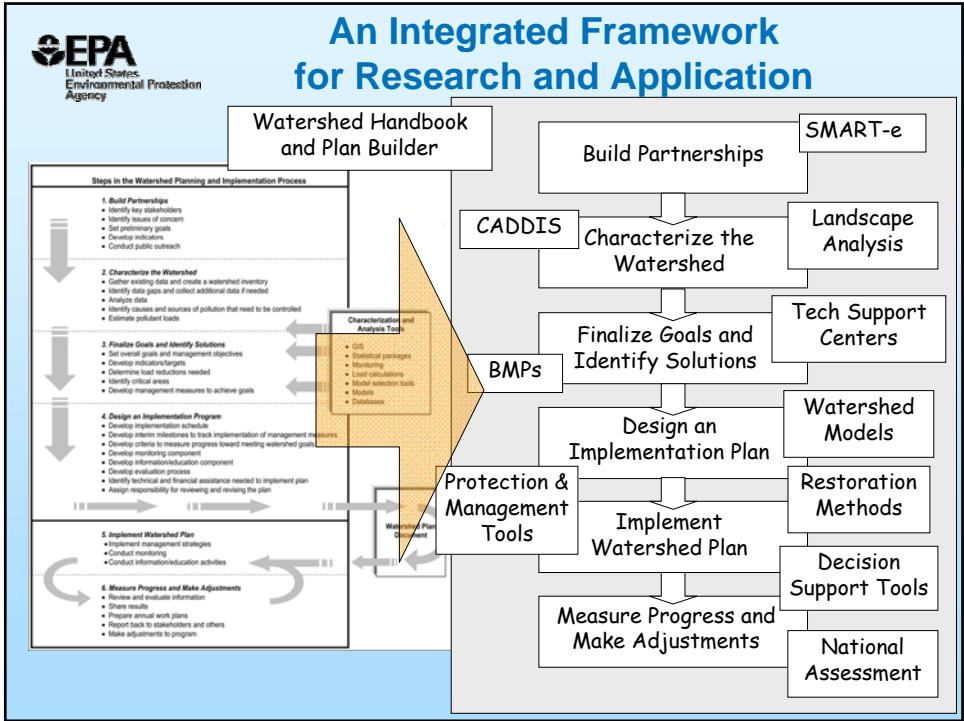 EPA
United States
Environmental Protection
Agency
An Integrated Framework
for Research and Application
Watershed Handbook
and Plan Builder
Steps in the Watershed Planning and Implementation Process
1. Build Partnerships
• Identify key stakeholders
• Identify issues of concern
• Set preliminary goals
• Develop indicators
• Conduct public outreach
2. Characterize the Watershed
• Gather existing data and create a watershed inventory
• Identify data gaps and collect additional data if needed
• Analyze data
• Identify causes and sources of pollution that need to be controlled
• Estimate pollutant loads
3. Finalize Goals and Identify Solutions
• Set overall goals and management objectives
• Develop indicators/targets
• Determine load reductions needed
• Identify critical areas
• Develop management measures to achieve goals
4. Design an Implementation Program
• Develop implementation schedule
• Develop interim milestones to track implementation of management measures
• Develop criteria to measure progress toward meeting watershed goals
• Develop monitoring component
• Develop information/education component
• Develop evaluation process
• Identify technical and financial assistance needed to implement plan
• Assign responsibility for reviewing and revising the plan
5. Implement Watershed Plan
• Implement management strategies
• Conduct monitoring
• Conduct information/education activities
6. Measure Progress and Make Adjustments
• Review and evaluate information
• Share results
• Prepare annual work plans
• Report back to stakeholders and others
• Make adjustments to program
Characterization and
Analysis Tools
• GIS
• Statistical packages
• Monitoring
• Load calculations
• Model selection tools
• Models
• Databases
Watershed Plan
Document
Build Partnerships
SMART-e
CADDIS
Characterize the
Watershed
Landscape
Analysis
Finalize Goals and
Identify Solutions
Tech Support
Centers
BMPs
Design an
Implementation Plan
Watershed
Models
Protection &
Management
Tools
Restoration
Methods
Implement
Watershed Plan
Decision
Support Tools
Measure Progress and
Make Adjustments
National
Assessment